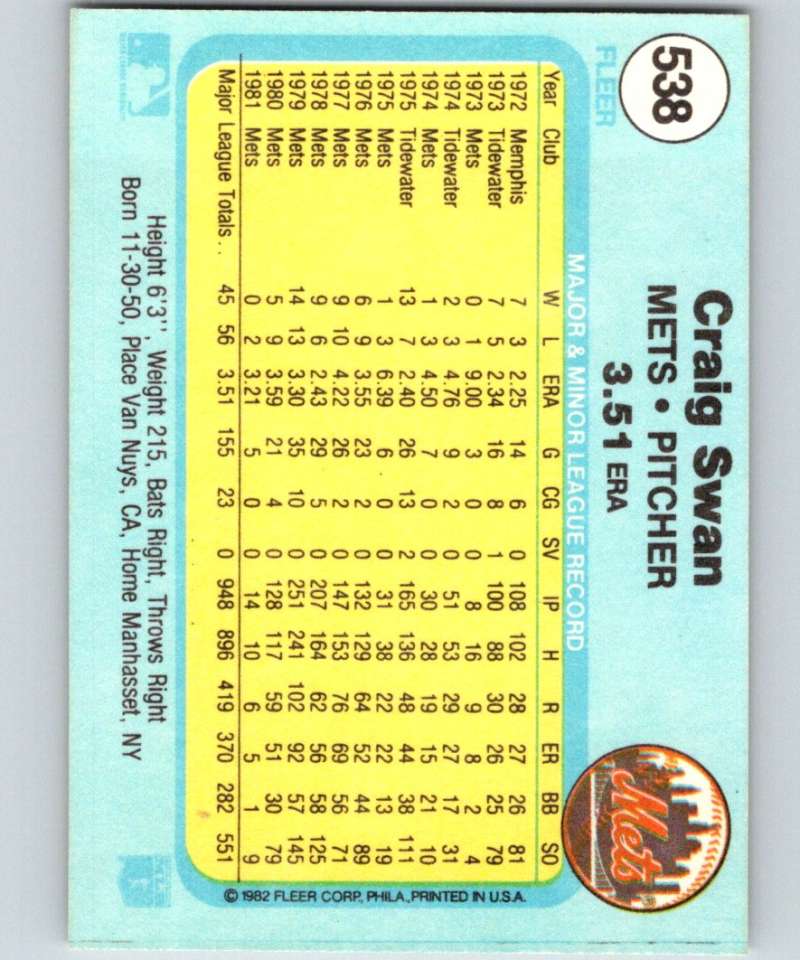 538
FLEER
Craig Swan
METS • PITCHER
3.51 ERA
Mets
MAJOR & MINOR LEAGUE RECORD
Year Club W L ERA G CG SV IP H R ER BB SO
1972 Memphis 7 3 2.25 14 6 0 108 102 28 27 26 81
1973 Tidewater 7 5 2.34 16 8 1 100 88 30 26 25 79
1973 Mets 0 1 9.00 3 0 0 8 16 9 8 2 4
1974 Tidewater 2 3 4.76 9 2 0 51 53 29 27 17 31
1974 Mets 1 3 4.50 7 0 0 30 28 19 15 21 10
1975 Tidewater 13 7 2.40 26 13 2 165 136 48 44 38 111
1975 Mets 1 3 6.39 6 0 0 31 38 22 22 13 19
1976 Mets 6 9 3.55 23 2 0 132 129 64 52 44 89
1977 Mets 9 10 4.22 26 2 0 147 153 76 69 56 71
1978 Mets 9 6 2.43 29 5 0 207 164 62 56 58 125
1979 Mets 14 13 3.30 35 10 0 251 241 102 92 57 145
1980 Mets 5 9 3.59 21 4 0 128 117 59 51 30 79
1981 Mets 0 2 3.21 5 0 0 14 10 6 5 1 9
Major League Totals . . 45 56 3.51 155 23 0 948 896 419 370 282 551
© 1982 FLEER CORP., PHILA., PRINTED IN U.S.A.
Height 6'3'', Weight 215, Bats Right, Throws Right
Born 11-30-50, Place Van Nuys, CA, Home Manhasset, NY